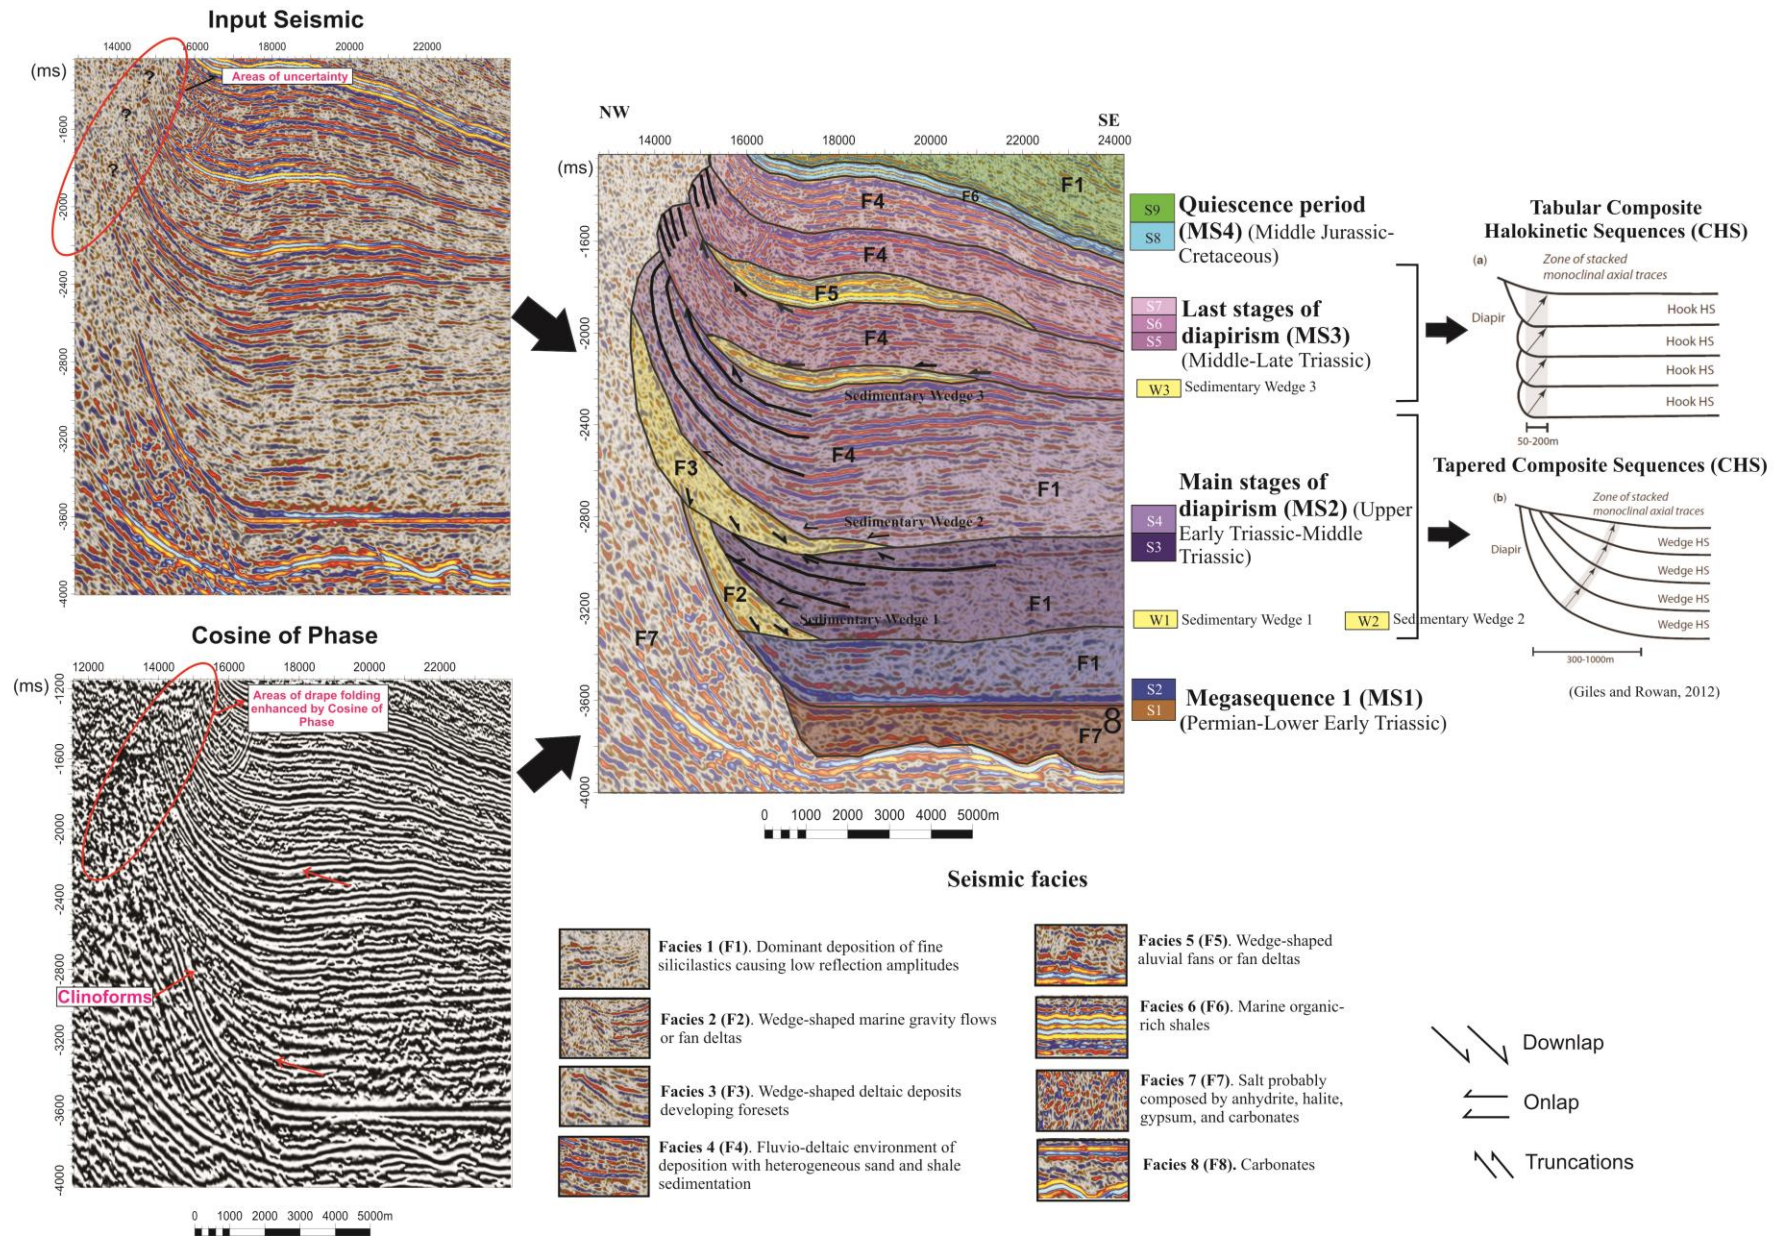 Input Seismic
14000 16000 18000 20000 22000
(ms)
Areas of uncertainty
?
?
?
-1600
-2000
-2400
-2800
-3200
-3600
-4000
Cosine of Phase
12000 14000 16000 18000 20000 22000
(ms)
Areas of drape folding
enhanced by Cosine of
Phase
-1200
-1600
-2000
-2400
-2800
-3200
-3600
-4000
Clinoforms
0 1000 2000 3000 4000 5000m
NW
SE
14000 16000 18000 20000 22000 24000
(ms)
-1600
-2000
-2400
-2800
-3200
-3600
-4000
F1
F4
F6
F4
F5
F4
Sedimentary Wedge 3
F4
F3
F1
Sedimentary Wedge 2
F2
F1
Sedimentary Wedge 1
F7
F1
F7
8
0 1000 2000 3000 4000 5000m
S9
S8
Quiescence period
(MS4) (Middle Jurassic-
Cretaceous)
S7
S6
S5
Last stages of
diapirism (MS3)
(Middle-Late Triassic)
W3 Sedimentary Wedge 3
S4
S3
Main stages of
diapirism (MS2) (Upper
Early Triassic-Middle
Triassic)
W1 Sedimentary Wedge 1
W2 Sedimentary Wedge 2
S2
S1
Megasequence 1 (MS1)
(Permian-Lower Early Triassic)
Tabular Composite
Halokinetic Sequences (CHS)
(a)
Zone of stacked
monoclinal axial traces
Diapir
Hook HS
Hook HS
Hook HS
Hook HS
50-200m
Tapered Composite Sequences (CHS)
(b)
Zone of stacked
monoclinal axial traces
Diapir
Wedge HS
Wedge HS
Wedge HS
Wedge HS
300-1000m
(Giles and Rowan, 2012)
Seismic facies
Facies 1 (F1). Dominant deposition of fine
silicilastics causing low reflection amplitudes
Facies 2 (F2). Wedge-shaped marine gravity flows
or fan deltas
Facies 3 (F3). Wedge-shaped deltaic deposits
developing foresets
Facies 4 (F4). Fluvio-deltaic environment of
deposition with heterogeneous sand and shale
sedimentation
Facies 5 (F5). Wedge-shaped
aluvial fans or fan deltas
Facies 6 (F6). Marine organic-
rich shales
Facies 7 (F7). Salt probably
composed by anhydrite, halite,
gypsum, and carbonates
Facies 8 (F8). Carbonates
Downlap
Onlap
Truncations